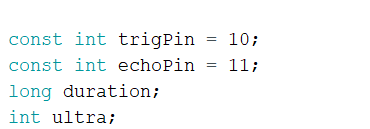 const int trigPin = 10;
const int echoPin = 11;
long duration;
int ultra;